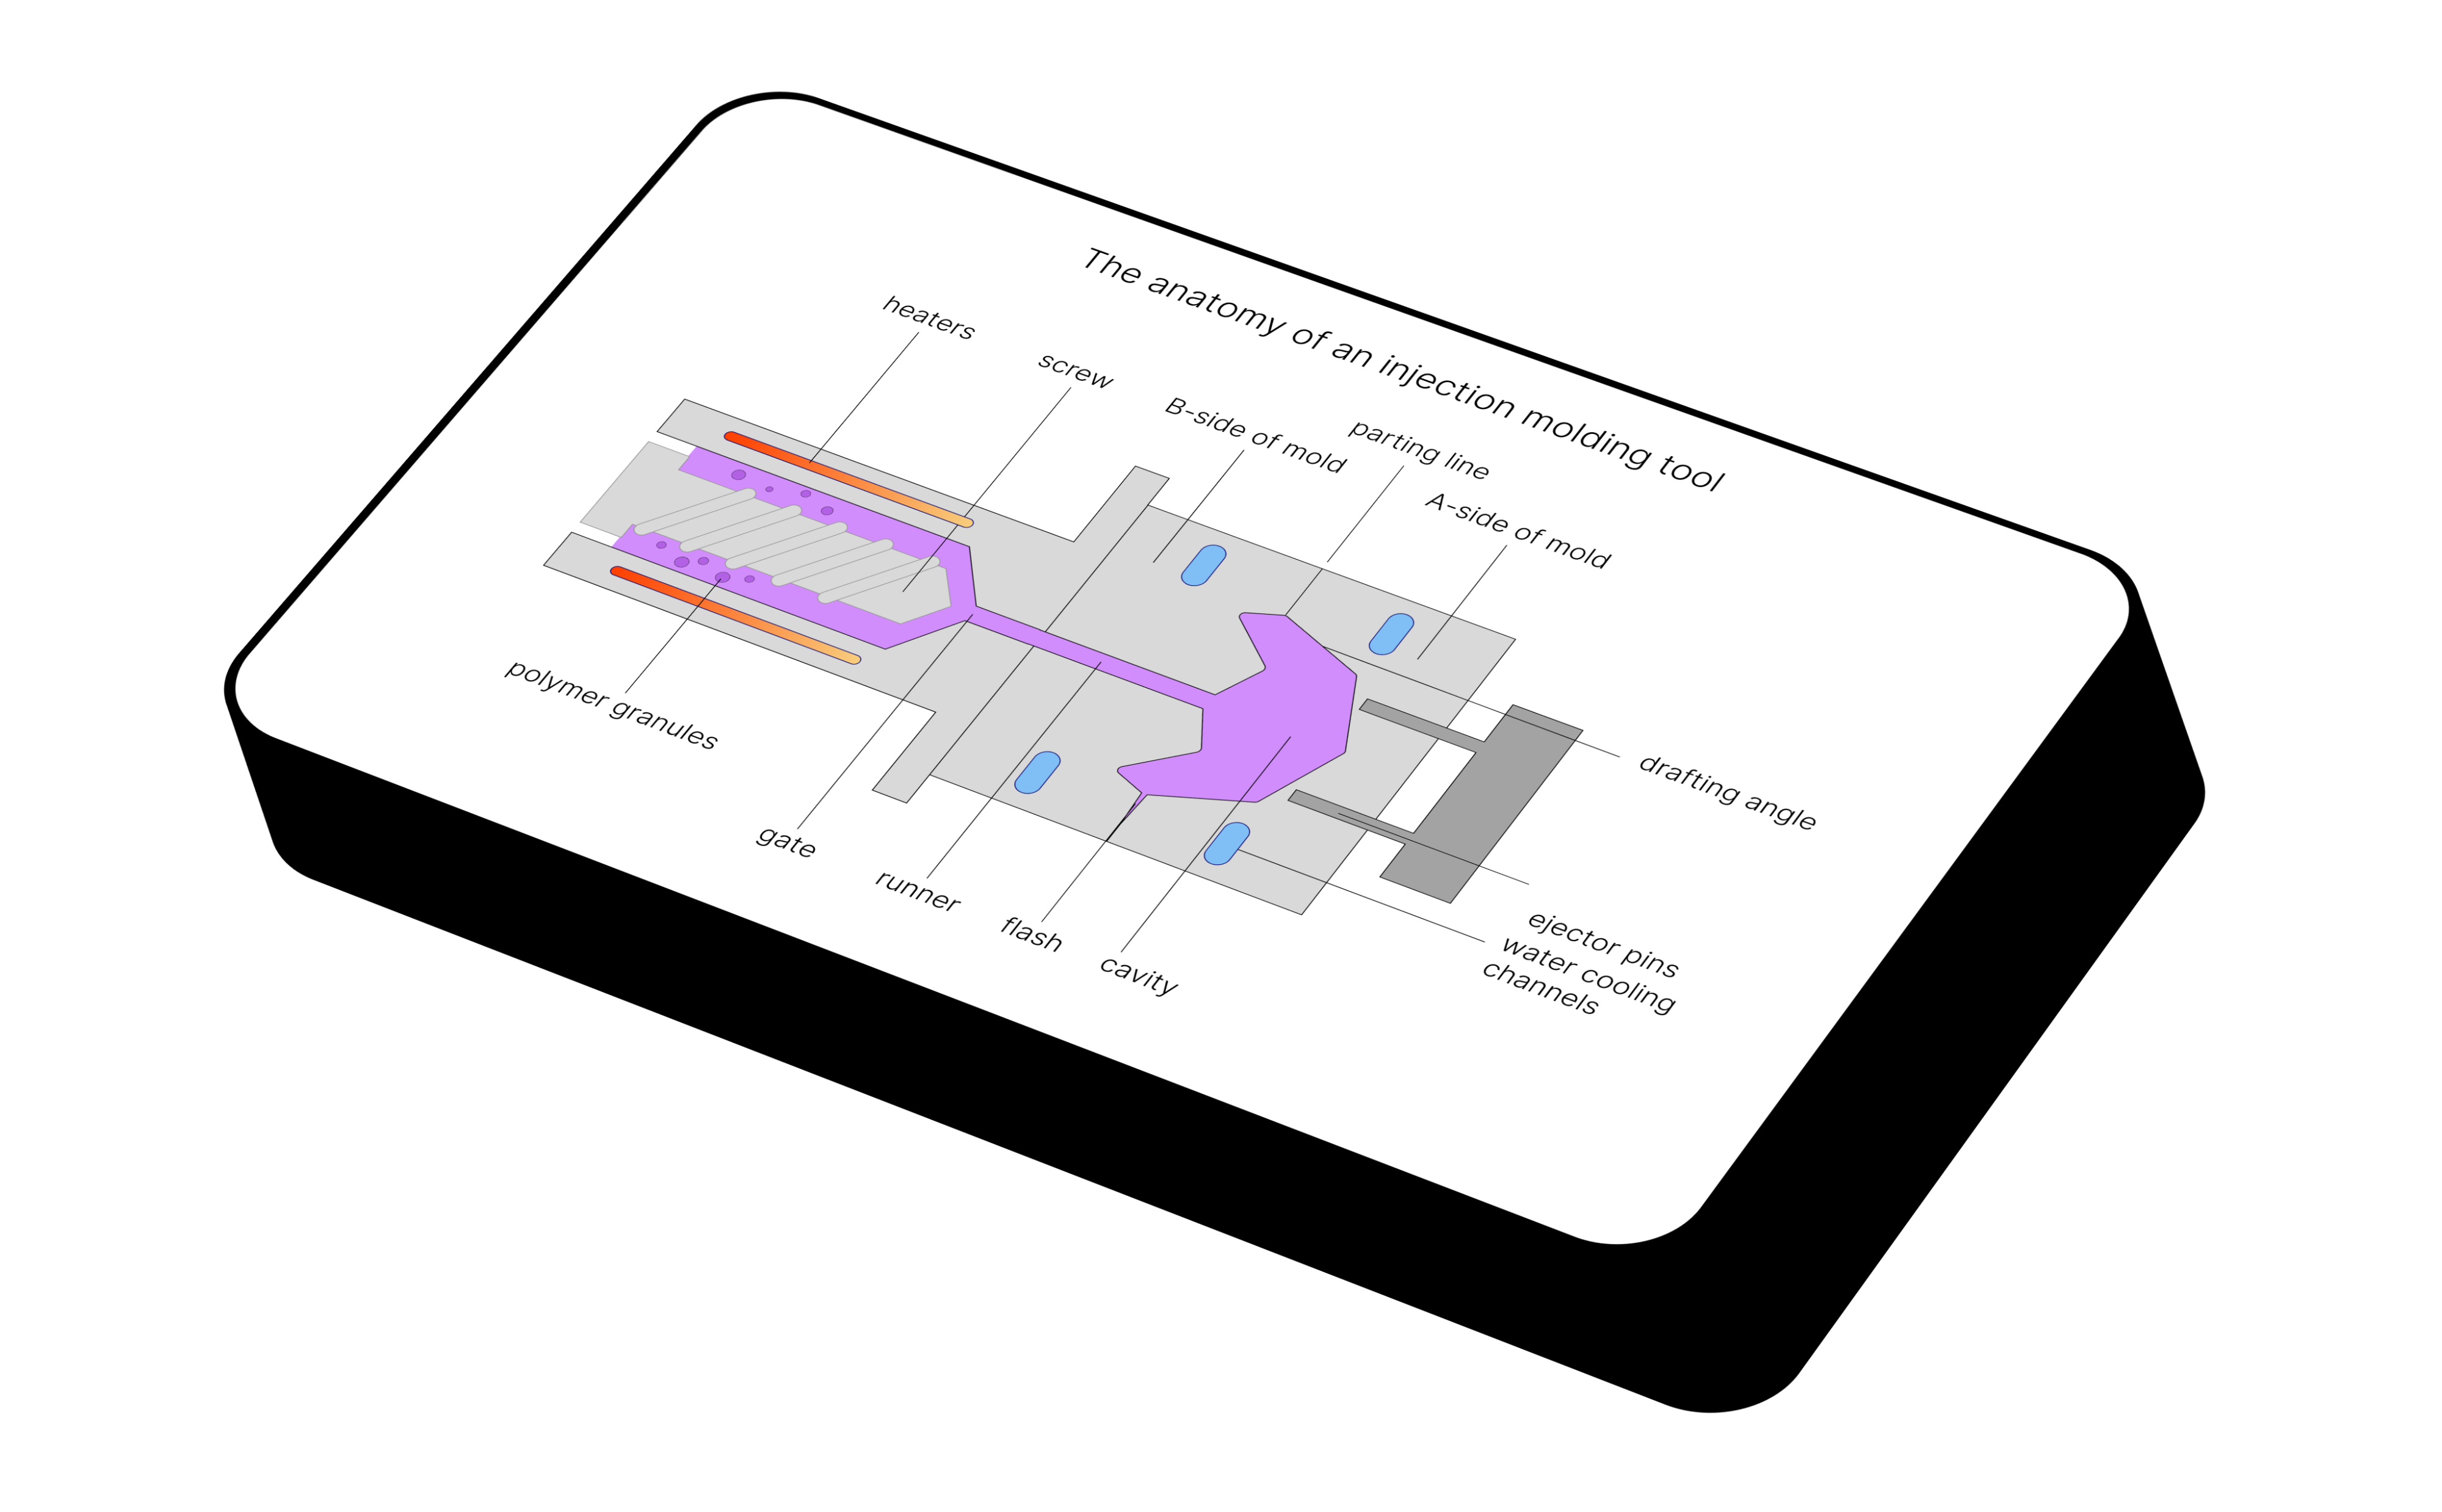 The anatomy of an injection molding tool
heaters
screw
B-side of mold
parting line
A-side of mold
polymer granules
gate
runner
flash
cavity
drafting angle
ejector pins
water cooling
channels